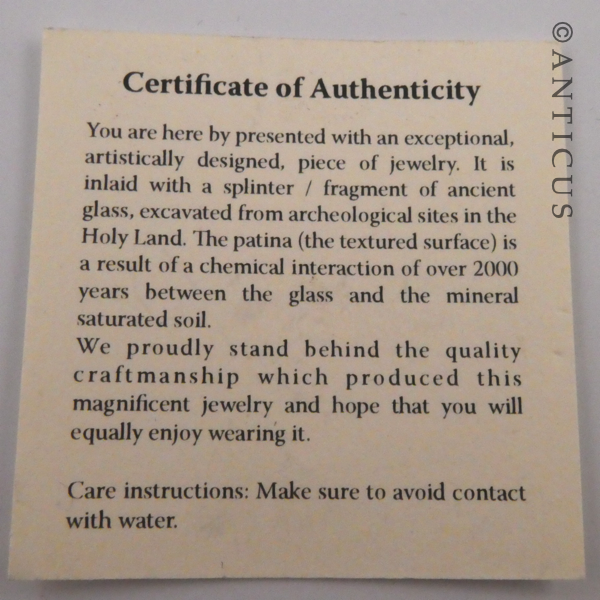 Certificate of Authenticity
You are here by presented with an exceptional,
artistically designed, piece of jewelry. It is
inlaid with a splinter / fragment of ancient
glass, excavated from archeological sites in the
Holy Land. The patina (the textured surface) is
a result of a chemical interaction of over 2000
years between the glass and the mineral
saturated soil.
We proudly stand behind the quality
craftmanship which produced this
magnificent jewelry and hope that you will
equally enjoy wearing it.
Care instructions: Make sure to avoid contact
with water.
© ANTICUS